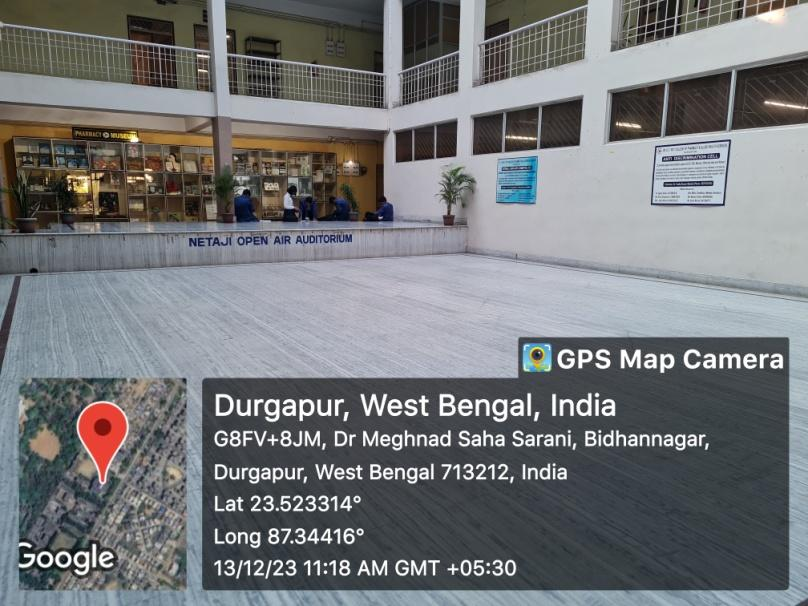 PHARMACY MUSEUM
NETAJI OPEN AIR AUDITORIUM
ANTI DISCRIMINATION CELL
GPS Map Camera
Durgapur, West Bengal, India
G8FV+8JM, Dr Meghnad Saha Sarani, Bidhannagar,
Durgapur, West Bengal 713212, India
Lat 23.523314°
Long 87.34416°
13/12/23 11:18 AM GMT +05:30
Google